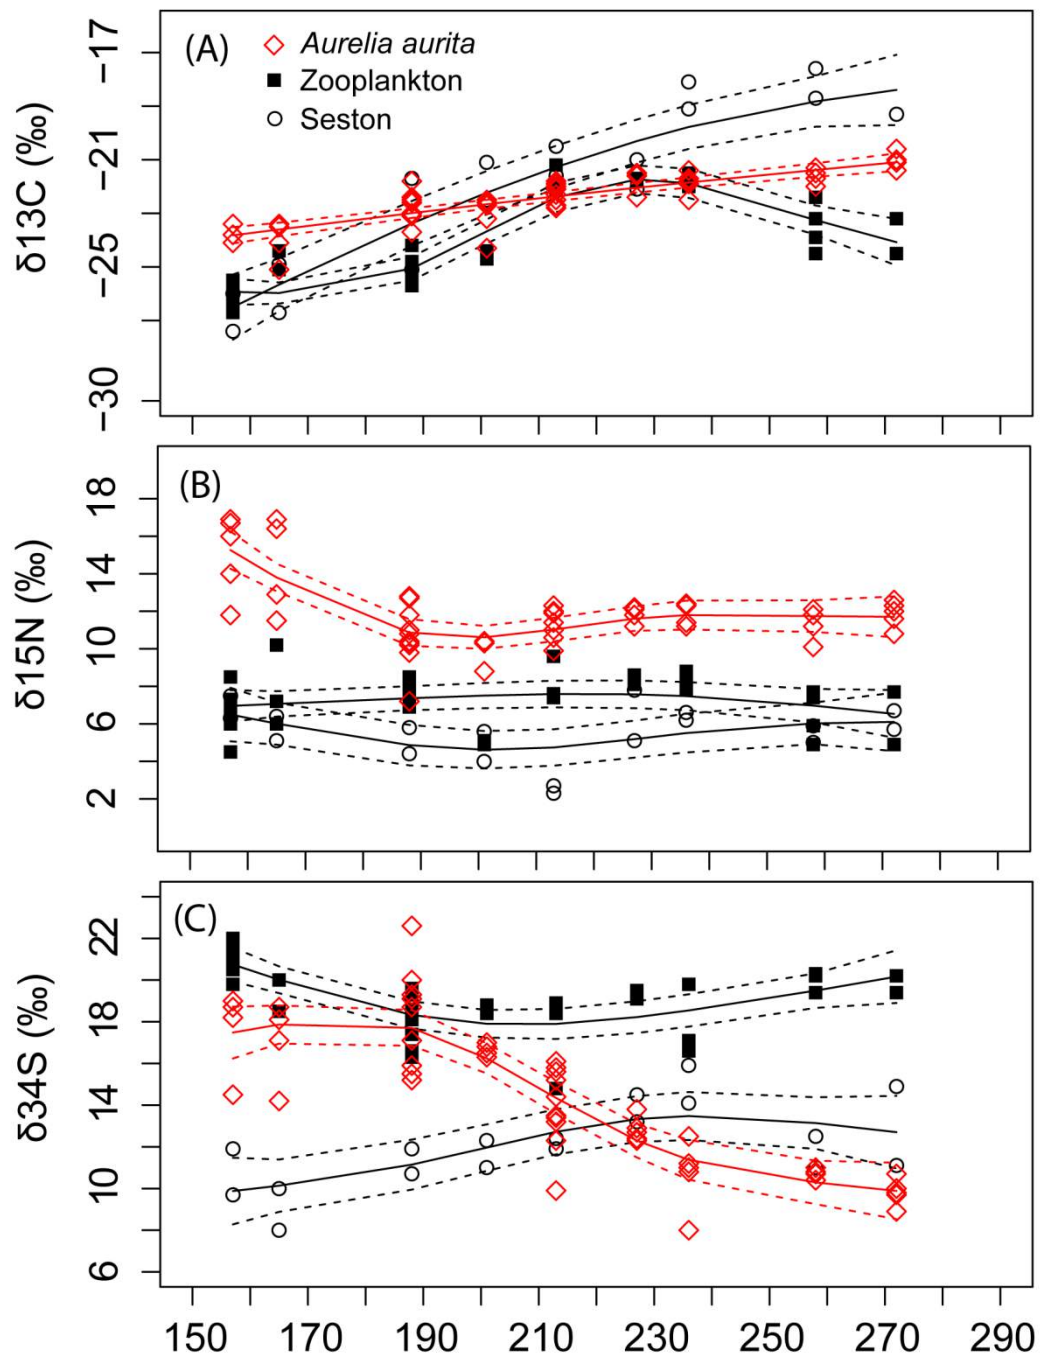 (A)
Aurelia aurita
Zooplankton
Seston
δ13C (‰)
−17
−21
−25
−30
(B)
δ15N (‰)
18
14
10
6
2
(C)
δ34S (‰)
22
18
14
10
6
150 170 190 210 230 250 270 290